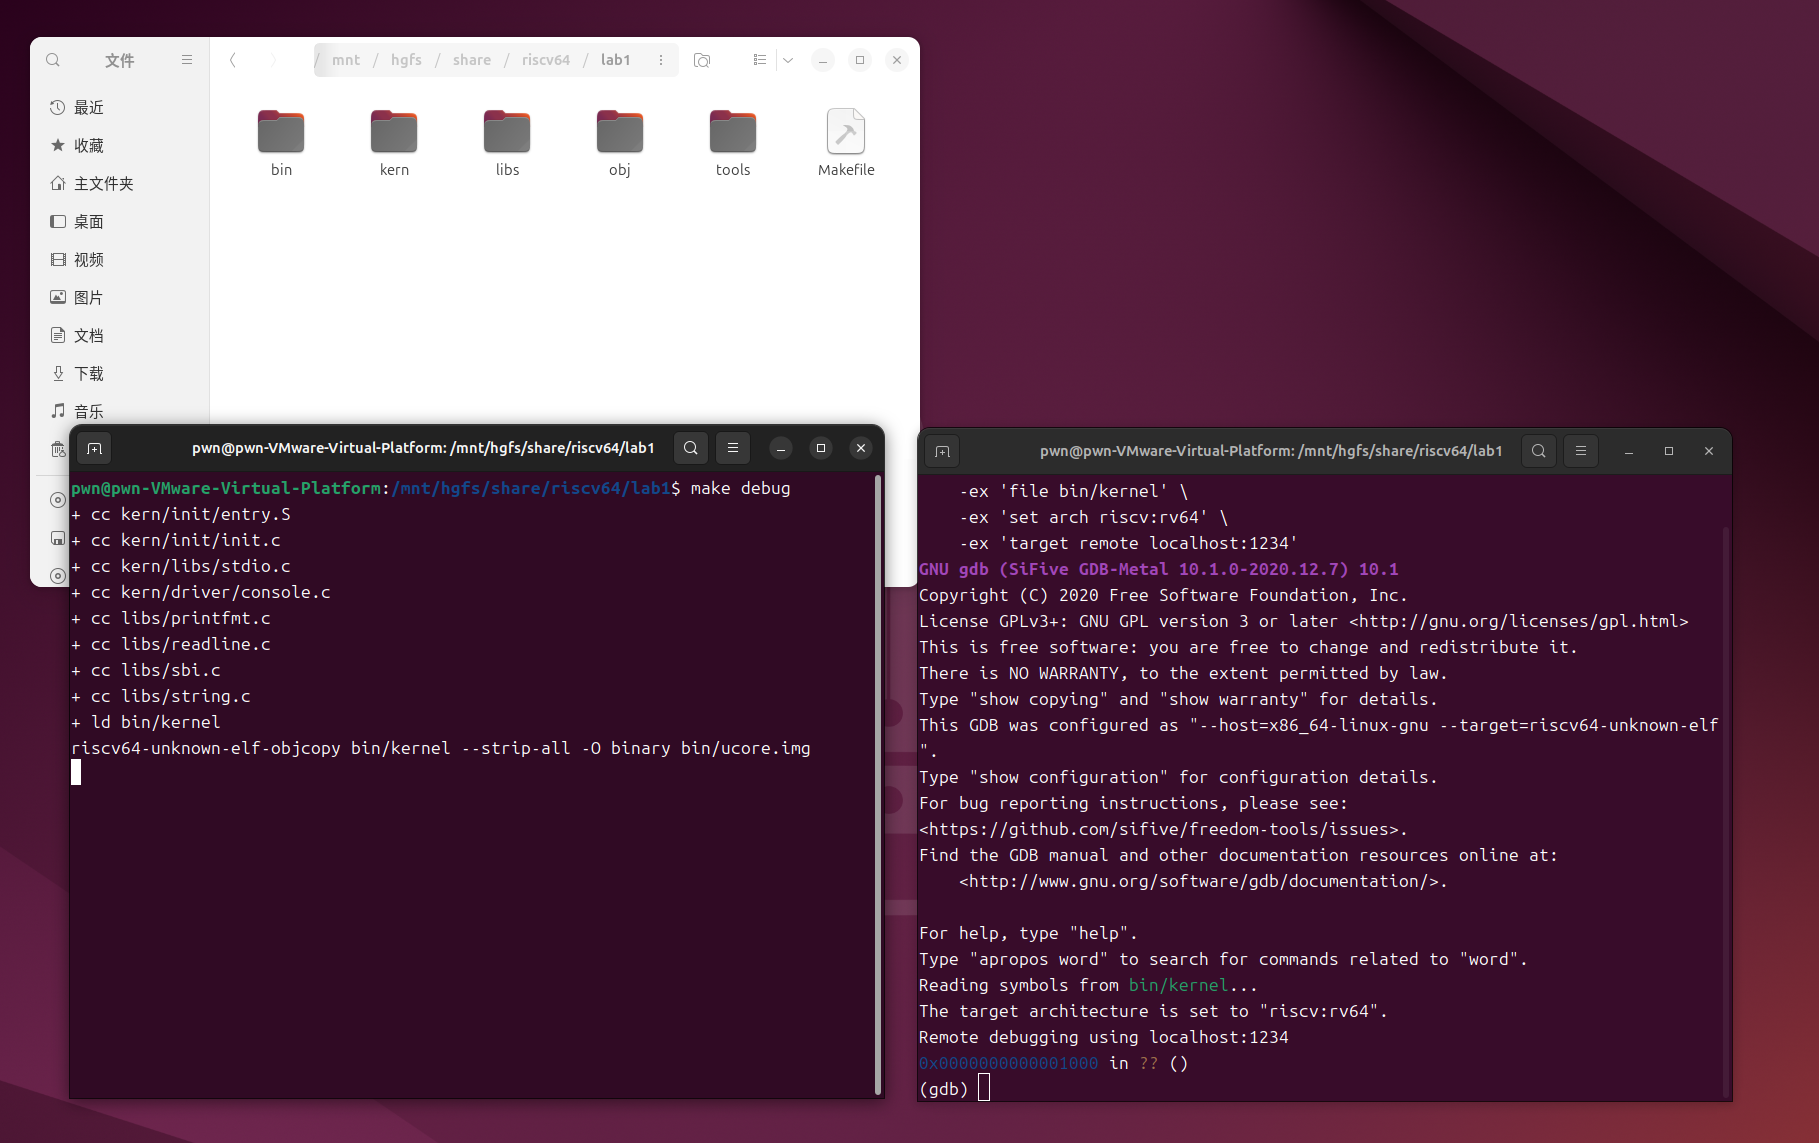 文件
/ mnt / hgfs / share / riscv64 / lab1
最近
收藏
主文件夹
桌面
视频
图片
文档
下载
音乐
bin
kern
libs
obj
tools
Makefile
pwn@pwn-VMware-Virtual-Platform: /mnt/hgfs/share/riscv64/lab1
pwn@pwn-VMware-Virtual-Platform:/mnt/hgfs/share/riscv64/lab1$ make debug
+ cc kern/init/entry.S
+ cc kern/init/init.c
+ cc kern/libs/stdio.c
+ cc kern/driver/console.c
+ cc libs/printfmt.c
+ cc libs/readline.c
+ cc libs/sbi.c
+ cc libs/string.c
+ ld bin/kernel
riscv64-unknown-elf-objcopy bin/kernel --strip-all -O binary bin/ucore.img
pwn@pwn-VMware-Virtual-Platform: /mnt/hgfs/share/riscv64/lab1
-ex 'file bin/kernel' \
-ex 'set arch riscv:rv64' \
-ex 'target remote localhost:1234'
GNU gdb (SiFive GDB-Metal 10.1.0-2020.12.7) 10.1
Copyright (C) 2020 Free Software Foundation, Inc.
License GPLv3+: GNU GPL version 3 or later <http://gnu.org/licenses/gpl.html>
This is free software: you are free to change and redistribute it.
There is NO WARRANTY, to the extent permitted by law.
Type "show copying" and "show warranty" for details.
This GDB was configured as "--host=x86_64-linux-gnu --target=riscv64-unknown-elf
".
Type "show configuration" for configuration details.
For bug reporting instructions, please see:
<https://github.com/sifive/freedom-tools/issues>.
Find the GDB manual and other documentation resources online at:
<http://www.gnu.org/software/gdb/documentation/>.
For help, type "help".
Type "apropos word" to search for commands related to "word".
Reading symbols from bin/kernel...
The target architecture is set to "riscv:rv64".
Remote debugging using localhost:1234
0x0000000000001000 in ?? ()
(gdb)